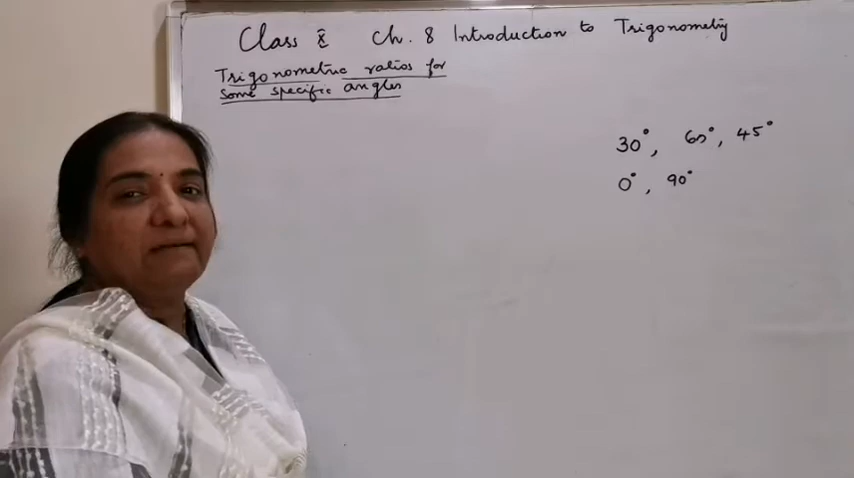 Class X Ch. 8 Introduction to Trigonometry
Trigonometric ratios for
some specific angles
30°, 60°, 45°
0°, 90°